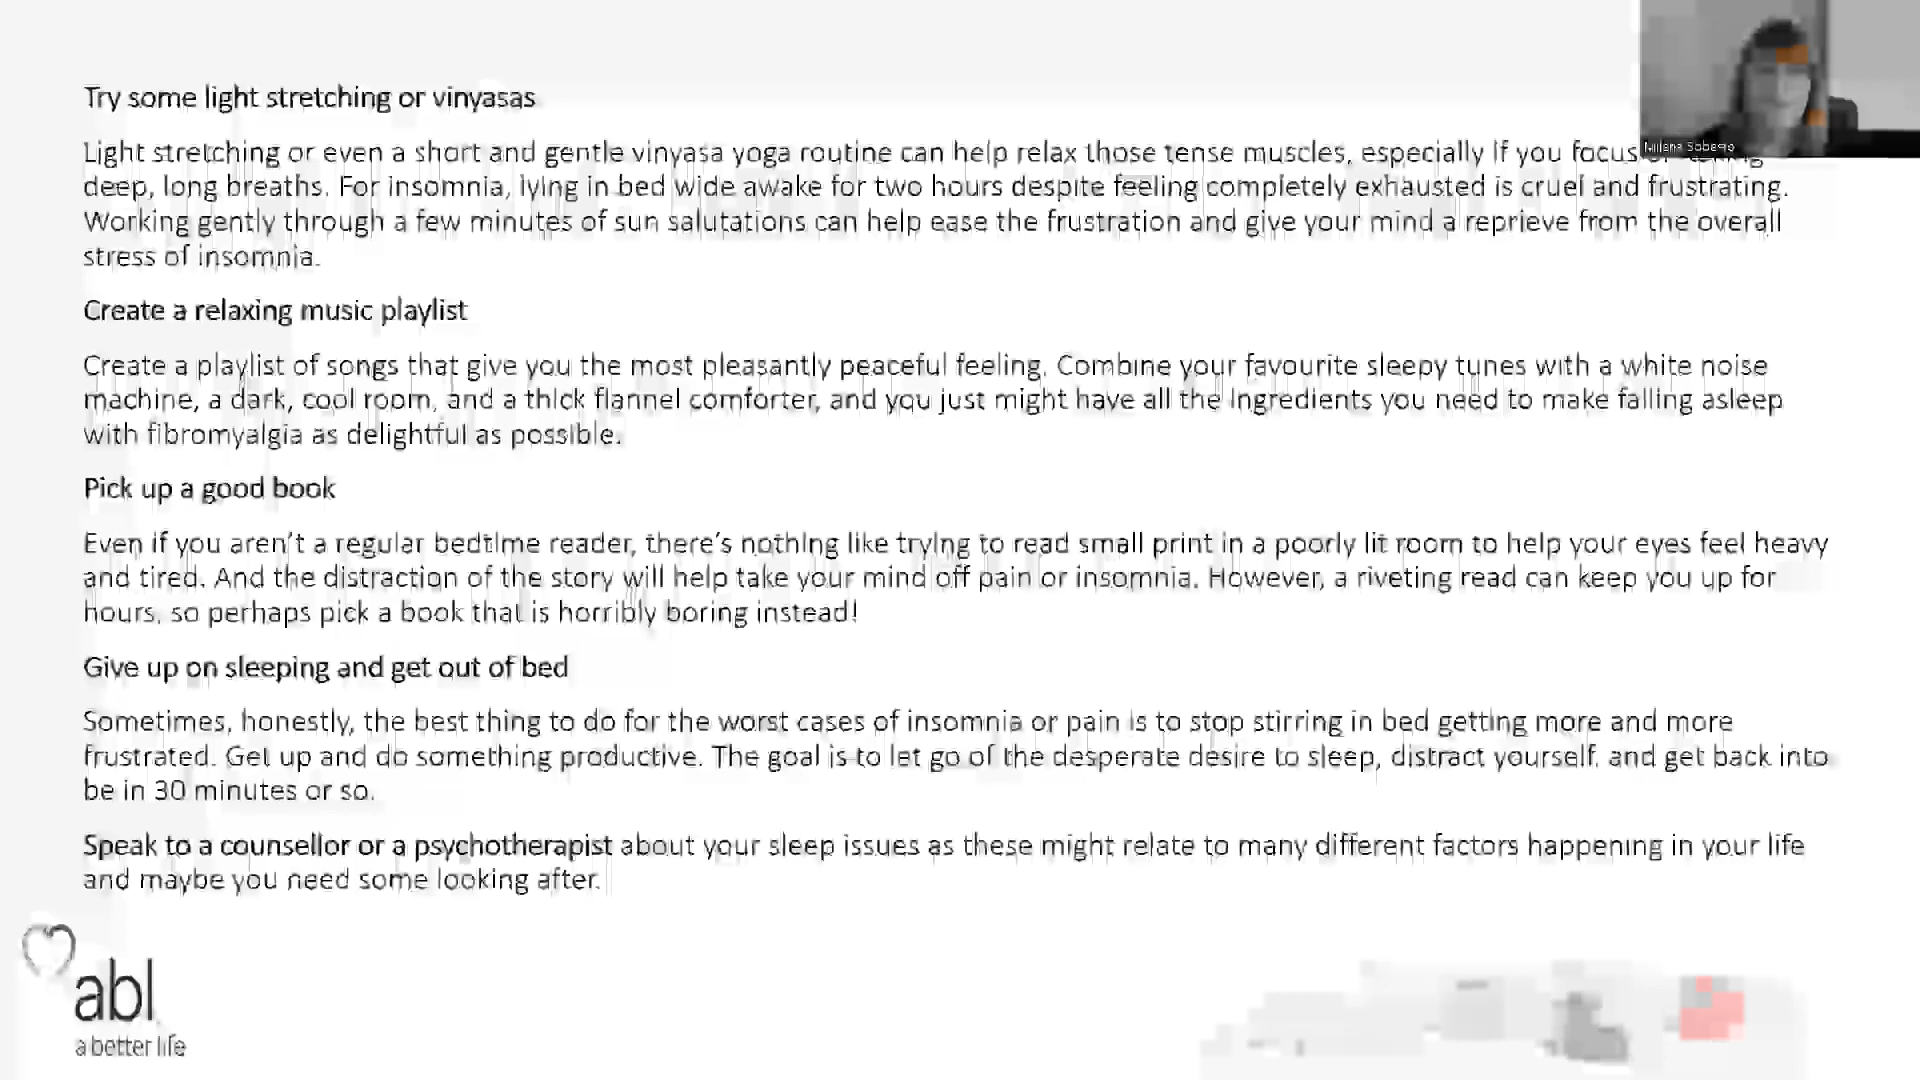 Try some light stretching or vinyasas
Light stretching or even a short and gentle vinyasa yoga routine can help relax those tense muscles, especially if you focus
deep, long breaths. For insomnia, lying in bed wide awake for two hours despite feeling completely exhausted is cruel and frustrating.
Working gently through a few minutes of sun salutations can help ease the frustration and give your mind a reprieve from the overall
stress of insomnia.
Create a relaxing music playlist
Create a playlist of songs that give you the most pleasantly peaceful feeling. Combine your favourite sleepy tunes with a white noise
machine, a dark, cool room, and a thick flannel comforter, and you just might have all the ingredients you need to make falling asleep
with fibromyalgia as delightful as possible.
Pick up a good book
Even if you aren't a regular bedtime reader, there's nothing like trying to read small print in a poorly lit room to help your eyes feel heavy
and tired. And the distraction of the story will help take your mind off pain or insomnia. However, a riveting read can keep you up for
hours, so perhaps pick a book that is horribly boring instead!
Give up on sleeping and get out of bed
Sometimes, honestly, the best thing to do for the worst cases of insomnia or pain is to stop stirring in bed getting more and more
frustrated. Get up and do something productive. The goal is to let go of the desperate desire to sleep, distract yourself, and get back into
be in 30 minutes or so.
Speak to a counsellor or a psychotherapist about your sleep issues as these might relate to many different factors happening in your life
and maybe you need some looking after.
abl
a better life